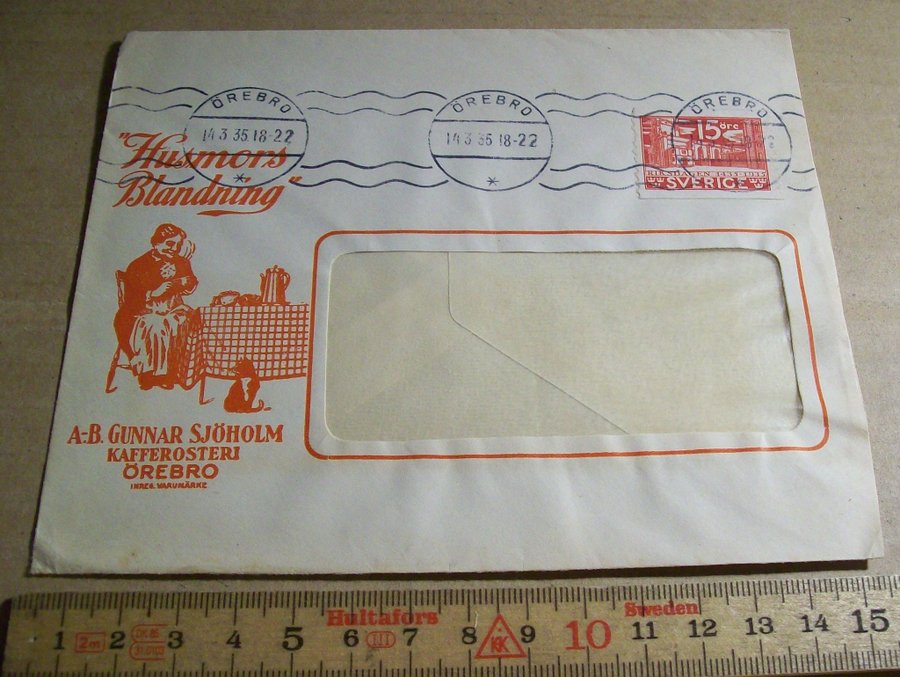 ÖREBRO
14.3 35 18-22
ÖREBRO
14.3 35 18-22
ÖREBRO
15 öre
SVERIGE
"Husmors
Blandning"
A.-B. GUNNAR SJÖHOLM
KAFFEROSTERI
ÖREBRO
INREG. VARUMÄRKE
Hultafors
Sweden
1 2m 2 3 4 5 6 III 7 8 9 10 11 12 13 14 15